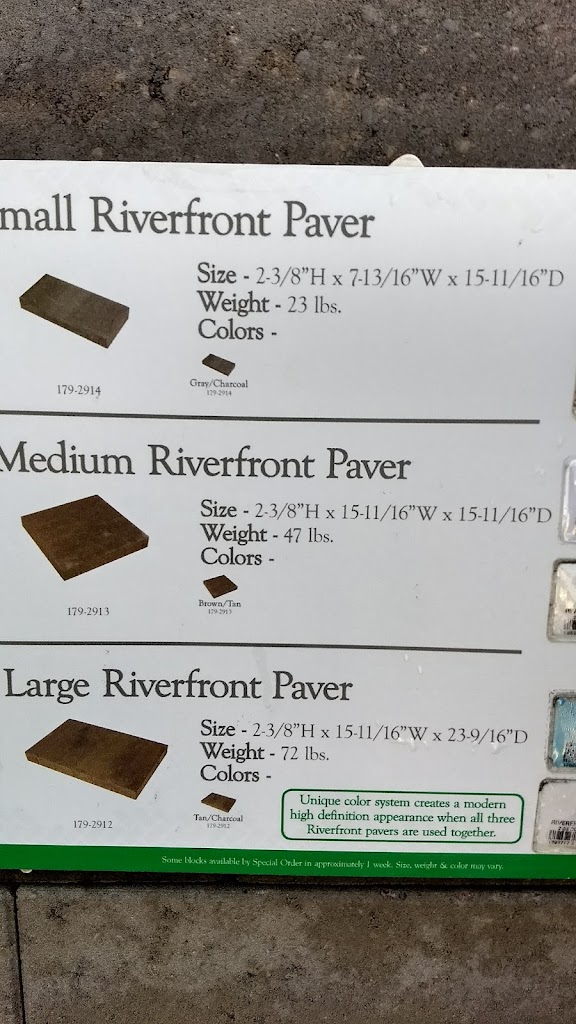 mall Riverfront Paver
Size - 2-3/8"H x 7-13/16"W x 15-11/16"D
Weight - 23 lbs.
Colors -
Gray/Charcoal
179-2914
179-2914
Medium Riverfront Paver
Size - 2-3/8"H x 15-11/16"W x 15-11/16"D
Weight - 47 lbs.
Colors -
Brown/Tan
179-2913
179-2913
Large Riverfront Paver
Size - 2-3/8"H x 15-11/16"W x 23-9/16"D
Weight - 72 lbs.
Colors -
Tan/Charcoal
179-2912
179-2912
Unique color system creates a modern
high definition appearance when all three
Riverfront pavers are used together.
Some blocks available by Special Order in approximately 1 week. Size, weight & color may vary.